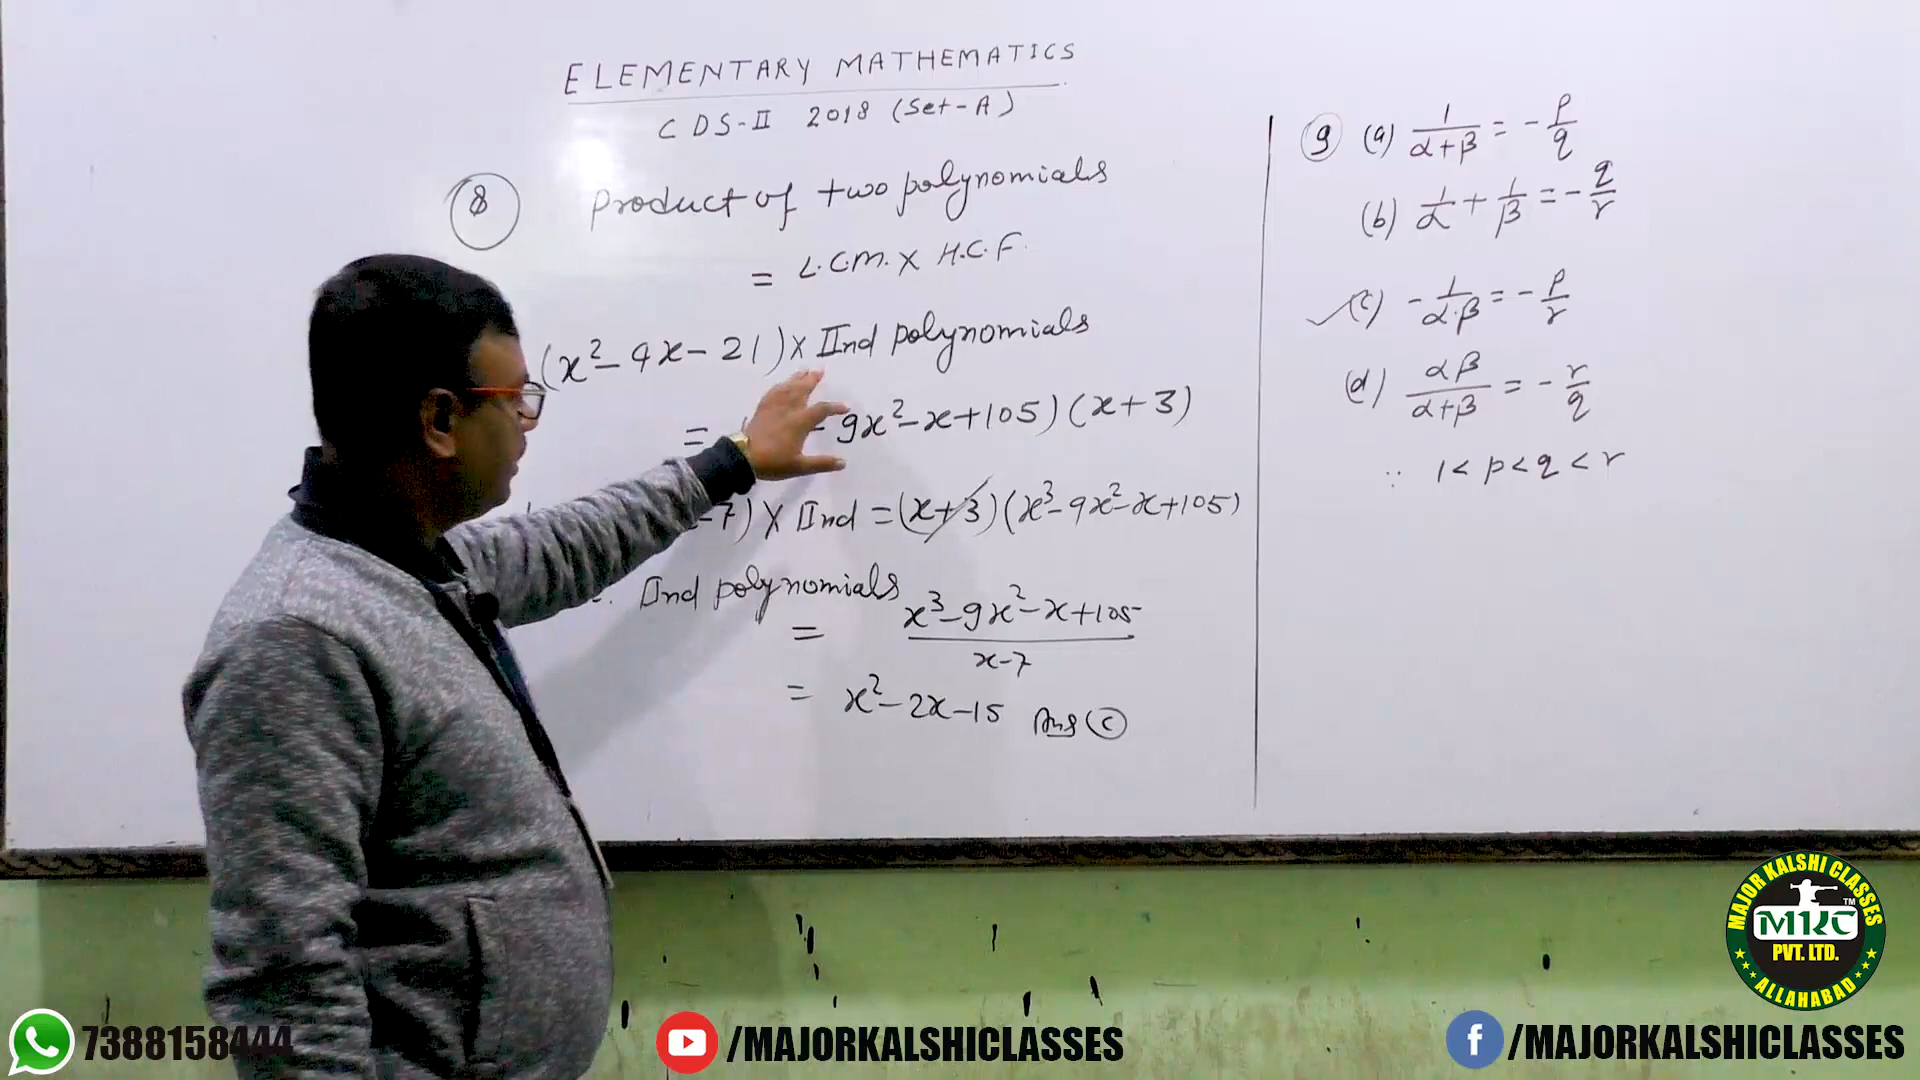 ELEMENTARY MATHEMATICS
CDS-II 2018 (Set-A)
8 Product of two polynomials
= L.C.M. X H.C.F.
(x²-4x-21) X IInd polynomials
= - 9x²-x+105) (x+3)
-7) X IInd = (x+3) (x³-9x²-x+105)
IInd polynomials
= x³-9x²-x+105 / x-7
= x²-2x-15 Ans (c)
9 (a) 1/α+β = -p/q
(b) 1/α + 1/β = -q/r
✓(c) -1/α.β = -p/r
(d) αβ/α+β = -r/q
∵ 1<p<q<r
MAJOR KALSHI CLASSES
MKC TM
PVT. LTD.
ALLAHABAD
7388158444
/MAJORKALSHICLASSES
f /MAJORKALSHICLASSES